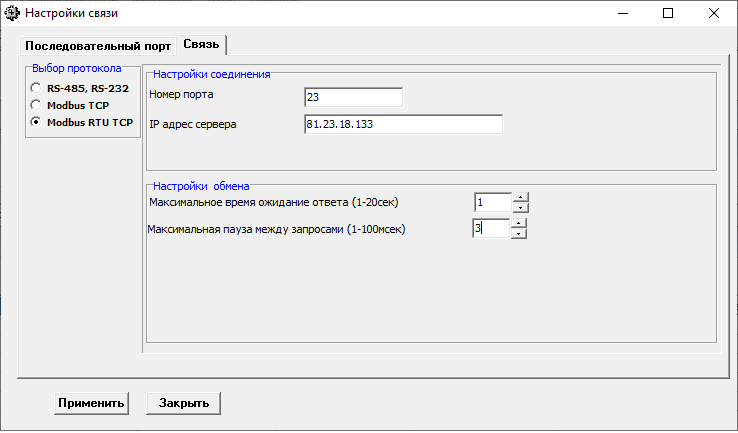 Настройки связи
Последовательный порт
Связь
Выбор протокола
RS-485, RS-232
Modbus TCP
Modbus RTU TCP
Настройки соединения
Номер порта
23
IP адрес сервера
81.23.18.133
Настройки обмена
Максимальное время ожидание ответа (1-20сек)
1
Максимальная пауза между запросами (1-100мсек)
3
Применить
Закрыть